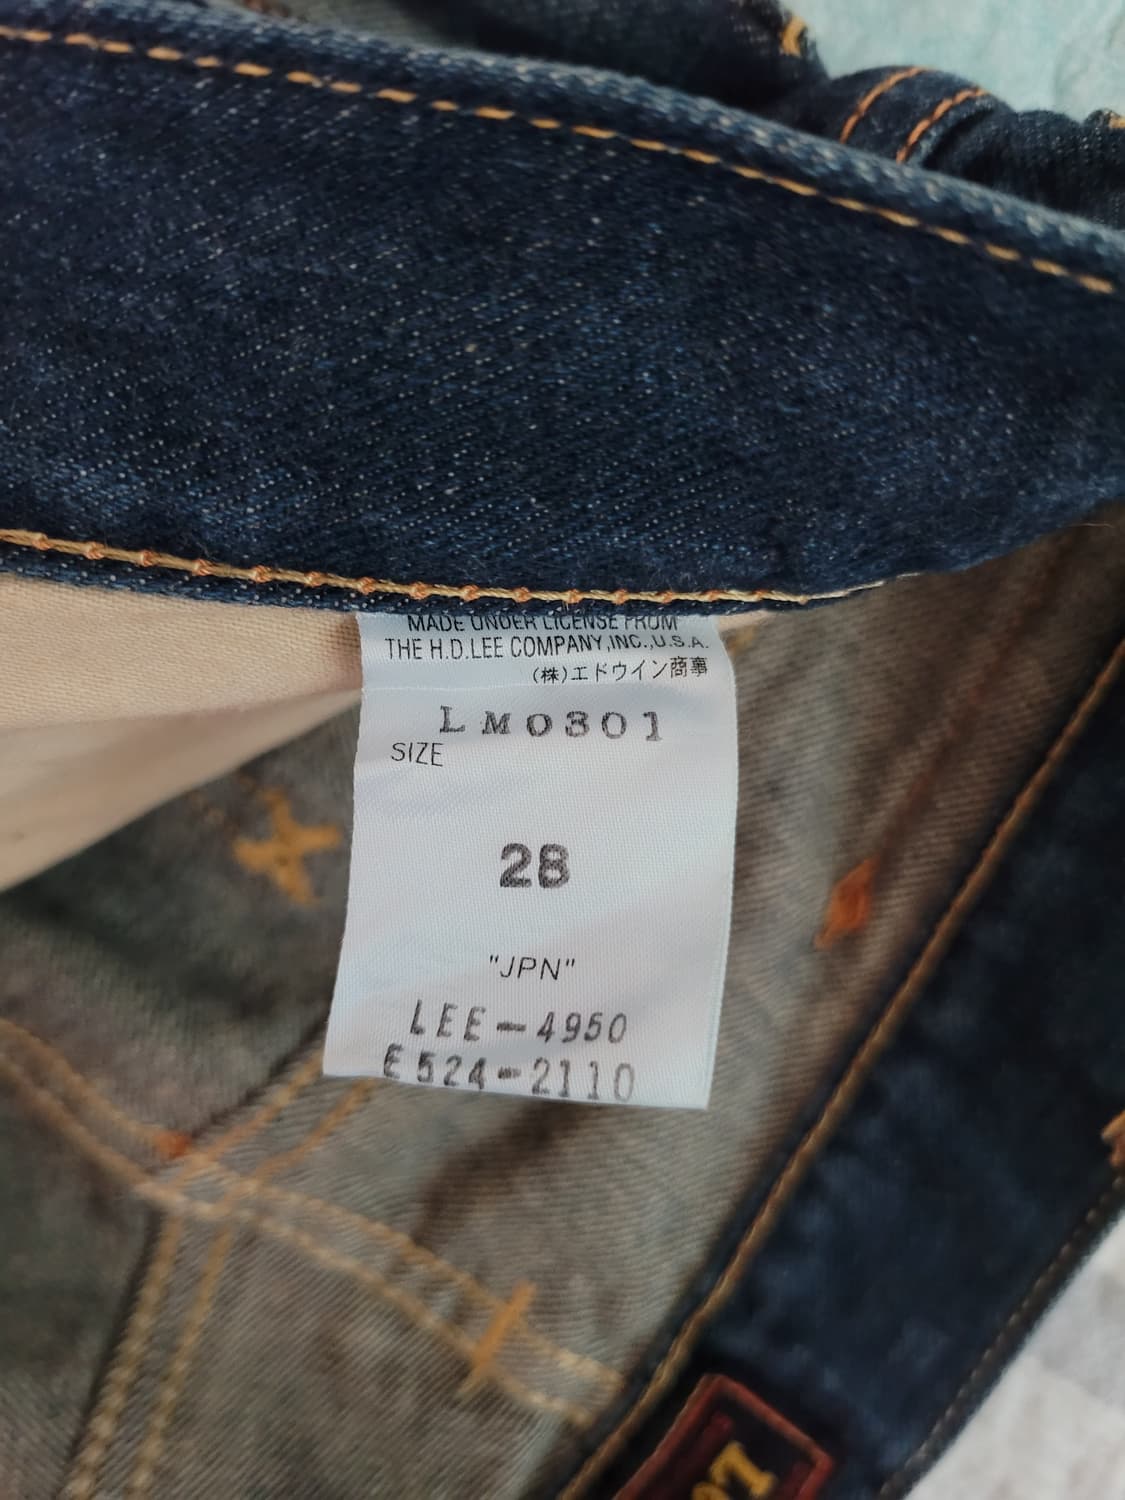 MADE UNDER LICENSE FROM
THE H.D.LEE COMPANY,INC.,U.S.A.
(株)エドウイン商事
LM0301
SIZE
28
"JPN"
LEE-4950
E524-2110